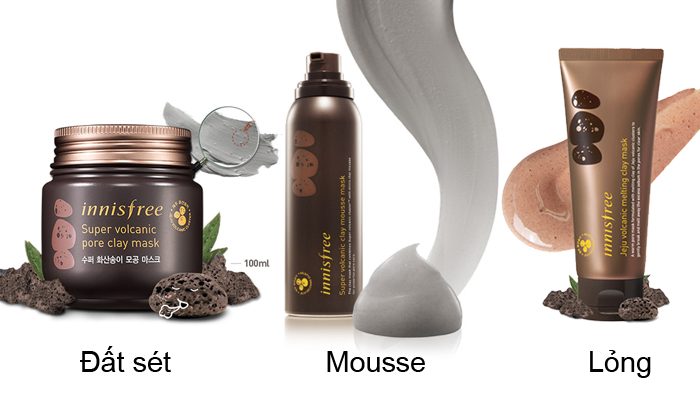 innisfree
Super volcanic
pore clay mask
수퍼 화산송이 모공 마스크
100ml
innisfree
Super volcanic clay mousse mask
innisfree
Jeju volcanic melting clay mask
Đất sét
Mousse
Lỏng